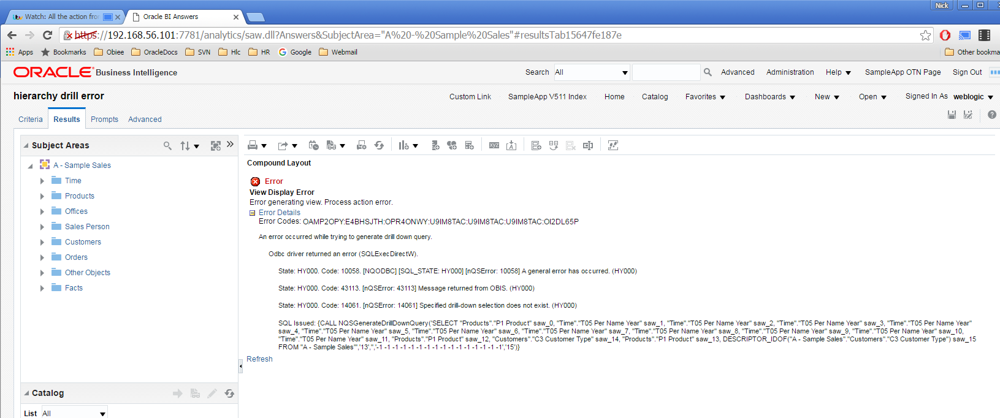 Nick
Watch: All the action fro
Oracle BI Answers
https://192.168.56.101:7781/analytics/saw.dll?Answers&SubjectArea="A%20-%20Sample%20Sales"#resultsTab15647fe187e
Apps Bookmarks Obiee OracleDocs SVN Hlc HR Google Webmail Other bookma
ORACLE Business Intelligence
Search All Advanced Administration Help SampleApp OTN Page Sign Out
hierarchy drill error
Custom Link SampleApp V511 Index Home Catalog Favorites Dashboards New Open Signed In As weblogic
Criteria Results Prompts Advanced
Subject Areas
A - Sample Sales
Time
Products
Offices
Sales Person
Customers
Orders
Other Objects
Facts
Catalog
List All
XYZ
Compound Layout
Error
View Display Error
Error generating view. Process action error.
Error Details
Error Codes: OAMP2OPY:E4BHSJTH:OPR4ONWY:U9IM8TAC:U9IM8TAC:U9IM8TAC:OI2DL65P
An error occurred while trying to generate drill down query.
Odbc driver returned an error (SQLExecDirectW).
State: HY000. Code: 10058. [NQODBC] [SQL_STATE: HY000] [nQSError: 10058] A general error has occurred. (HY000)
State: HY000. Code: 43113. [nQSError: 43113] Message returned from OBIS. (HY000)
State: HY000. Code: 14061. [nQSError: 14061] Specified drill-down selection does not exist. (HY000)
SQL Issued: {CALL NQSGenerateDrillDownQuery('SELECT "Products"."P1 Product" saw_0, "Time"."T05 Per Name Year" saw_1, "Time"."T05 Per Name Year" saw_2, "Time"."T05 Per Name Year" saw_3, "Time"."T05 Per Name Year"
saw_4, "Time"."T05 Per Name Year" saw_5, "Time"."T05 Per Name Year" saw_6, "Time"."T05 Per Name Year" saw_7, "Time"."T05 Per Name Year" saw_8, "Time"."T05 Per Name Year" saw_9, "Time"."T05 Per Name Year" saw_10,
"Time"."T05 Per Name Year" saw_11, "Products"."P1 Product" saw_12, "Customers"."C3 Customer Type" saw_14, "Products"."P1 Product" saw_13, DESCRIPTOR_IDOF("A - Sample Sales"."Customers"."C3 Customer Type") saw_15
FROM "A - Sample Sales"','13','','-1 -1 -1 -1 -1 -1 -1 -1 -1 -1 -1 -1 -1 -1 -1 -1','15')}
Refresh